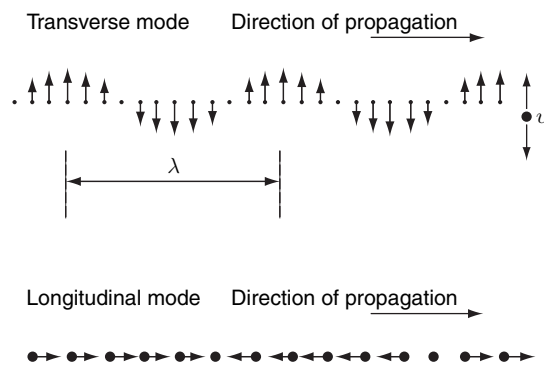 Transverse mode Direction of propagation
υ
λ
Longitudinal mode Direction of propagation